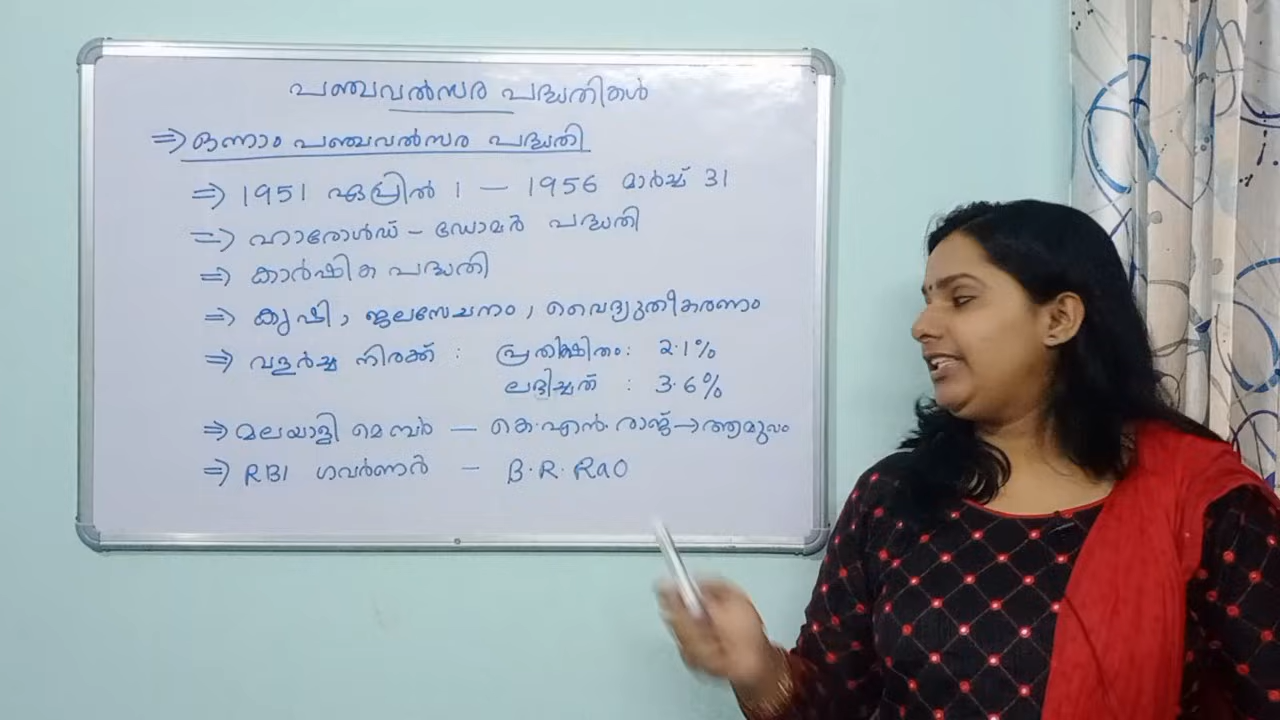 പഞ്ചവൽസര പദ്ധതികൾ
⇒ ഒന്നാം പഞ്ചവൽസര പദ്ധതി
⇒ 1951 ഏപ്രിൽ 1 – 1956 മാർച്ച് 31
⇒ ഹാരോൾഡ് – ഡോമർ പദ്ധതി
⇒ കാർഷിക പദ്ധതി
⇒ കൃഷി, ജലസേചനം, വൈദ്യുതീകരണം
⇒ വളർച്ച നിരക്ക് : പ്രതീക്ഷിതം : 2.1%
ലഭിച്ചത് : 3.6%
⇒ മലയാളി മെമ്പർ – കെ.എൻ. രാജ് → ആമുഖം
⇒ RBI ഗവർണർ – B.R. Rao